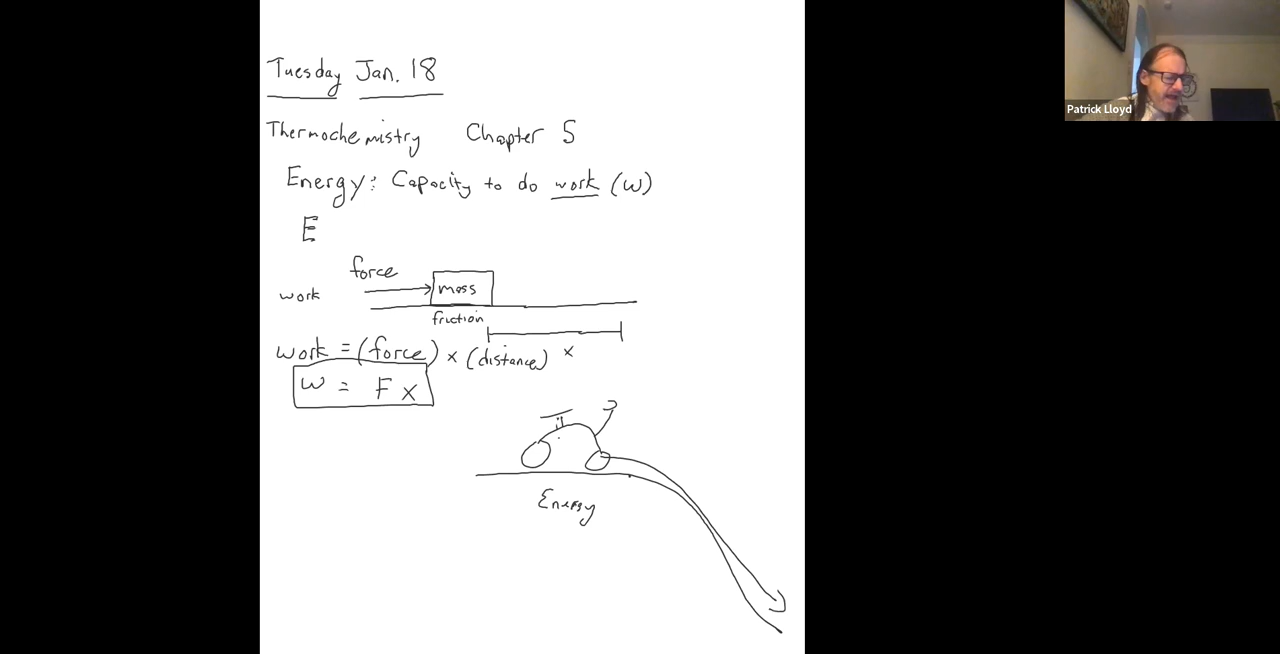 Tuesday Jan. 18
Patrick Lloyd
Thermochemistry Chapter 5
Energy: Capacity to do work (w)
E
force
work mass
friction
work = (force) x (distance) x
w = F x
Energy